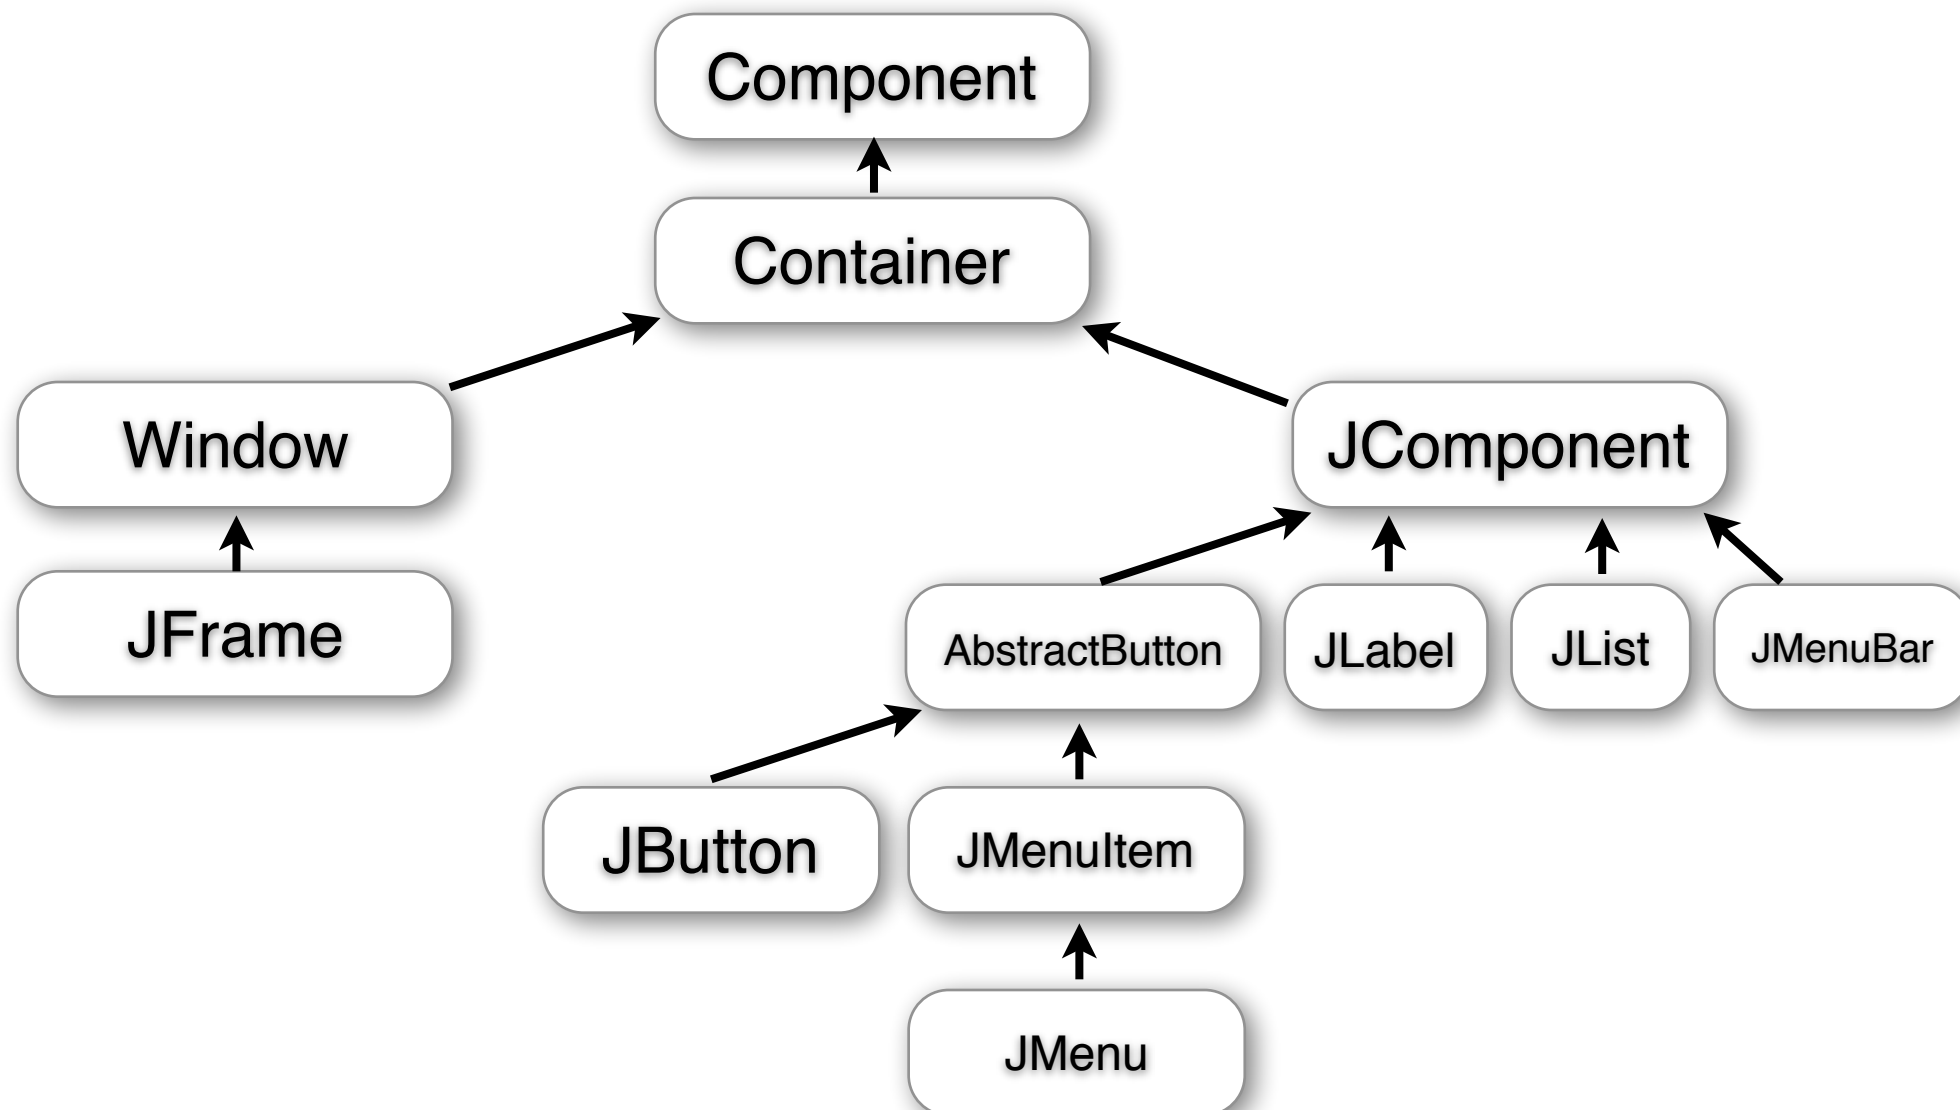 Component
Container
Window
JComponent
JFrame
AbstractButton
JLabel
JList
JMenuBar
JButton
JMenuItem
JMenu